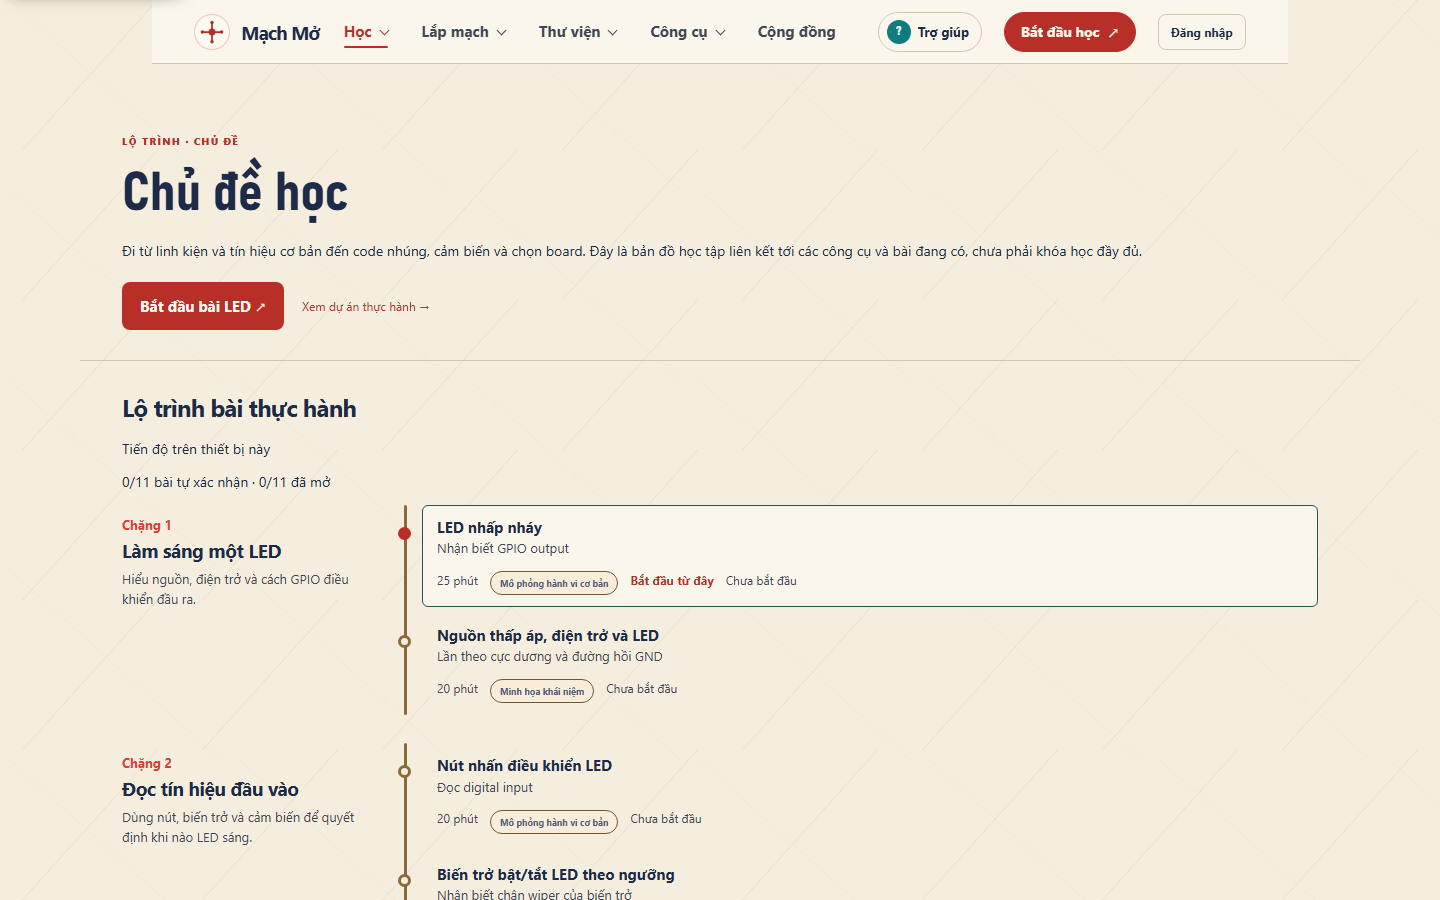 Mạch Mở
Học
Lắp mạch
Thư viện
Công cụ
Cộng đồng
? Trợ giúp
Bắt đầu học ↗
Đăng nhập
LỘ TRÌNH · CHỦ ĐỀ
Chủ đề học
Đi từ linh kiện và tín hiệu cơ bản đến code nhúng, cảm biến và chọn board. Đây là bản đồ học tập liên kết tới các công cụ và bài đang có, chưa phải khóa học đầy đủ.
Bắt đầu bài LED ↗
Xem dự án thực hành →
Lộ trình bài thực hành
Tiến độ trên thiết bị này
0/11 bài tự xác nhận · 0/11 đã mở
Chặng 1
Làm sáng một LED
Hiểu nguồn, điện trở và cách GPIO điều
khiển đầu ra.
LED nhấp nháy
Nhận biết GPIO output
25 phút Mô phỏng hành vi cơ bản Bắt đầu từ đây Chưa bắt đầu
Nguồn thấp áp, điện trở và LED
Lần theo cực dương và đường hồi GND
20 phút Minh họa khái niệm Chưa bắt đầu
Chặng 2
Đọc tín hiệu đầu vào
Dùng nút, biến trở và cảm biến để quyết
định khi nào LED sáng.
Nút nhấn điều khiển LED
Đọc digital input
20 phút Mô phỏng hành vi cơ bản Chưa bắt đầu
Biến trở bật/tắt LED theo ngưỡng
Nhận biết chân wiper của biến trở